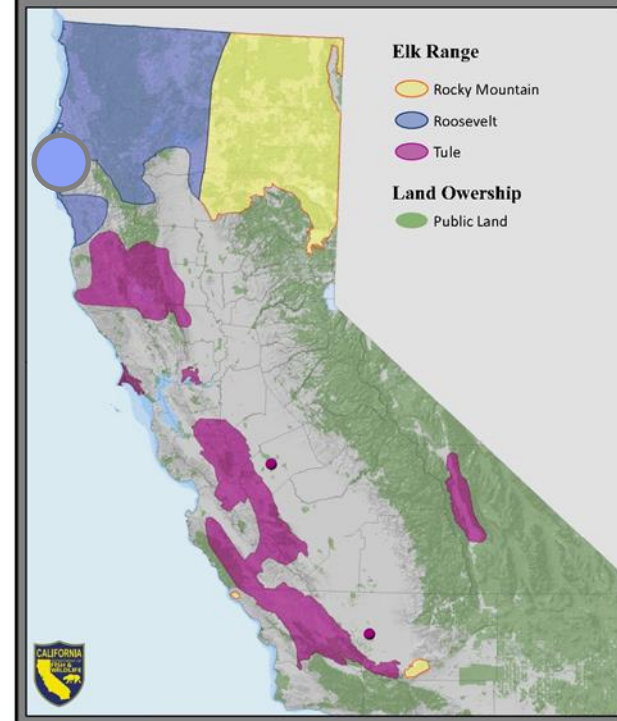 Elk Range
Rocky Mountain
Roosevelt
Tule
Land Owership
Public Land
CALIFORNIA
FISH &
WILDLIFE